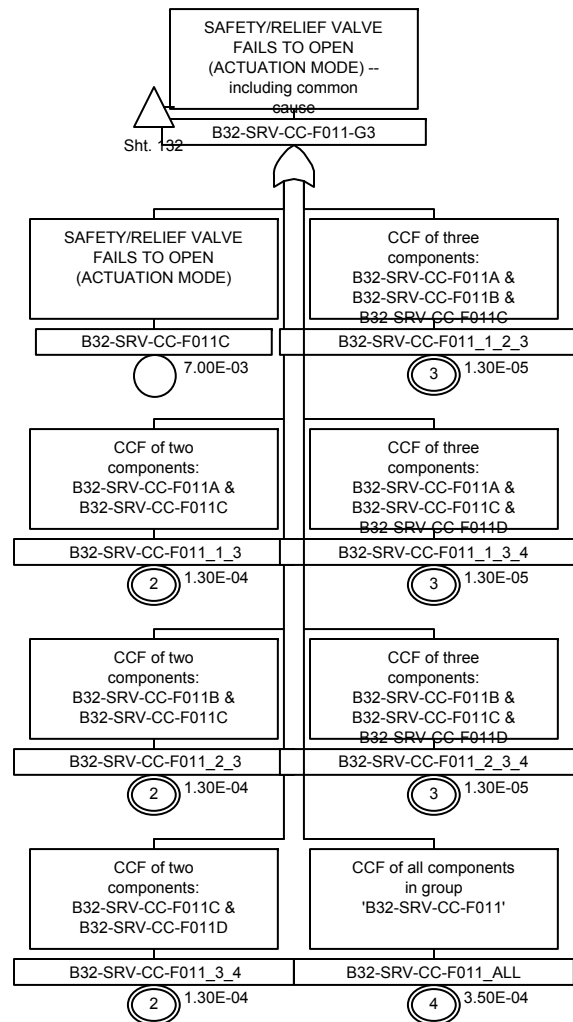 SAFETY/RELIEF VALVE
FAILS TO OPEN
(ACTUATION MODE) --
including common
cause
B32-SRV-CC-F011-G3
Sht. 132
SAFETY/RELIEF VALVE
FAILS TO OPEN
(ACTUATION MODE)
B32-SRV-CC-F011C
7.00E-03
CCF of three
components:
B32-SRV-CC-F011A &
B32-SRV-CC-F011B &
B32-SRV-CC-F011C
B32-SRV-CC-F011_1_2_3
3
1.30E-05
CCF of two
components:
B32-SRV-CC-F011A &
B32-SRV-CC-F011C
B32-SRV-CC-F011_1_3
2
1.30E-04
CCF of three
components:
B32-SRV-CC-F011A &
B32-SRV-CC-F011C &
B32-SRV-CC-F011D
B32-SRV-CC-F011_1_3_4
3
1.30E-05
CCF of two
components:
B32-SRV-CC-F011B &
B32-SRV-CC-F011C
B32-SRV-CC-F011_2_3
2
1.30E-04
CCF of three
components:
B32-SRV-CC-F011B &
B32-SRV-CC-F011C &
B32-SRV-CC-F011D
B32-SRV-CC-F011_2_3_4
3
1.30E-05
CCF of two
components:
B32-SRV-CC-F011C &
B32-SRV-CC-F011D
B32-SRV-CC-F011_3_4
2
1.30E-04
CCF of all components
in group
'B32-SRV-CC-F011'
B32-SRV-CC-F011_ALL
4
3.50E-04